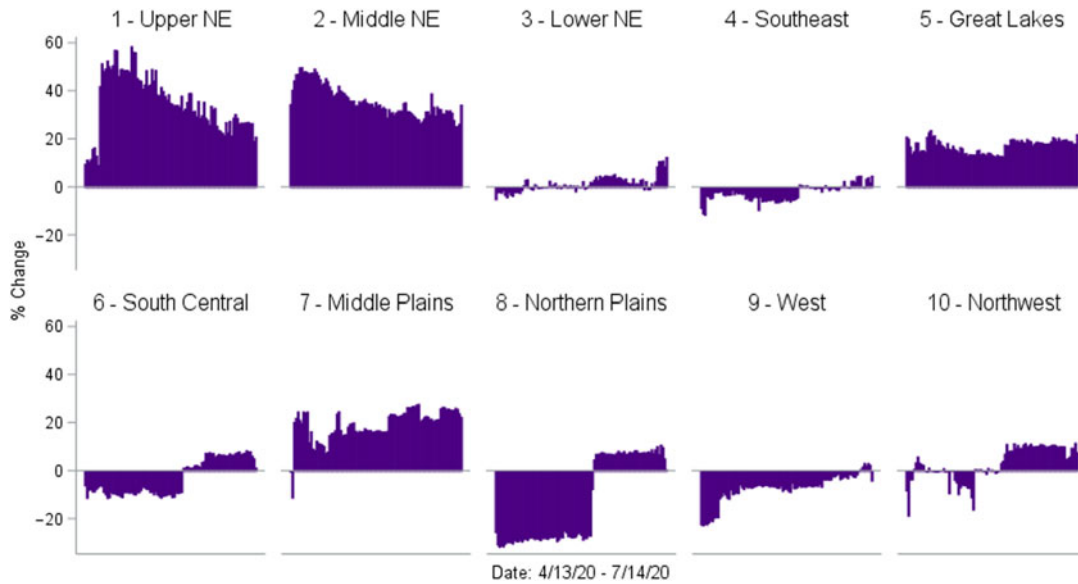 1 - Upper NE
2 - Middle NE
3 - Lower NE
4 - Southeast
5 - Great Lakes
60
40
20
0
−20
% Change
6 - South Central
7 - Middle Plains
8 - Northern Plains
9 - West
10 - Northwest
60
40
20
0
−20
Date: 4/13/20 - 7/14/20